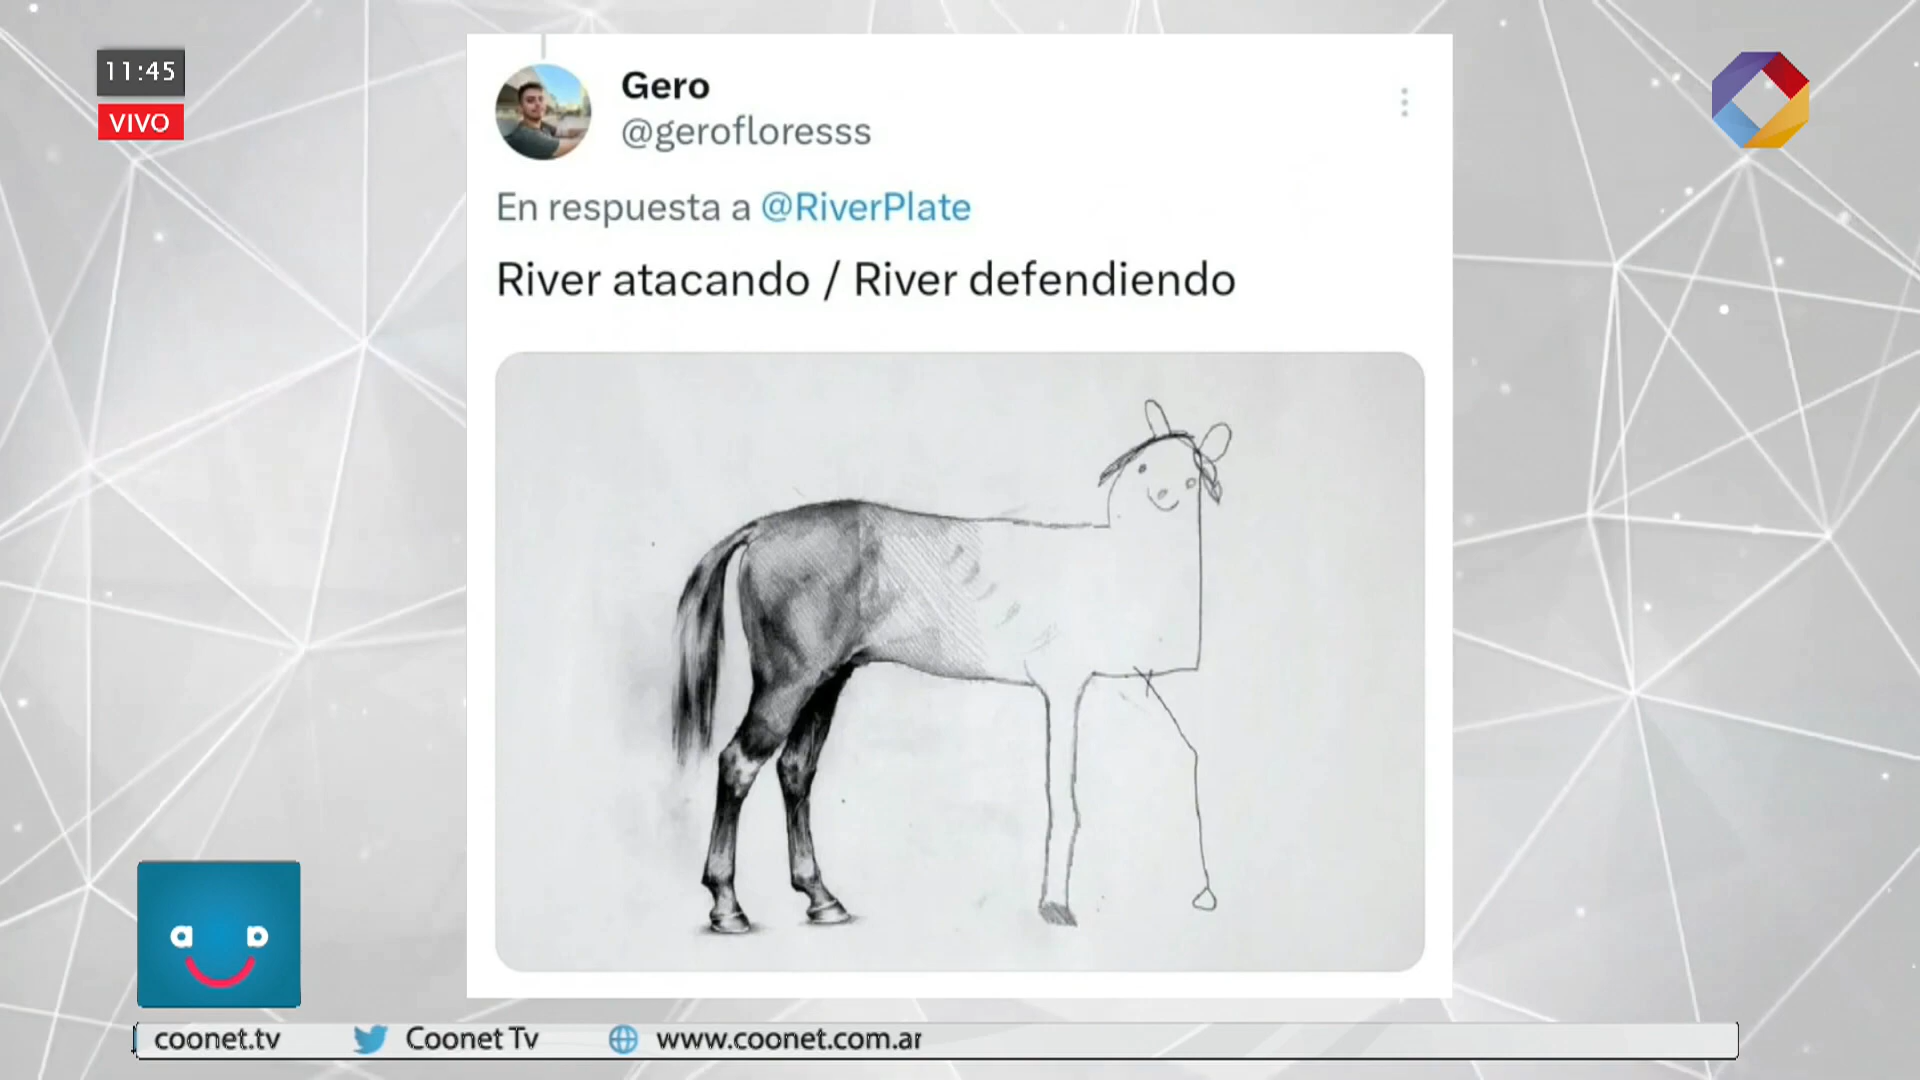 11:45
VIVO
Gero
@gerofloresss
En respuesta a @RiverPlate
River atacando / River defendiendo
coonet.tv
Coonet Tv
www.coonet.com.ar